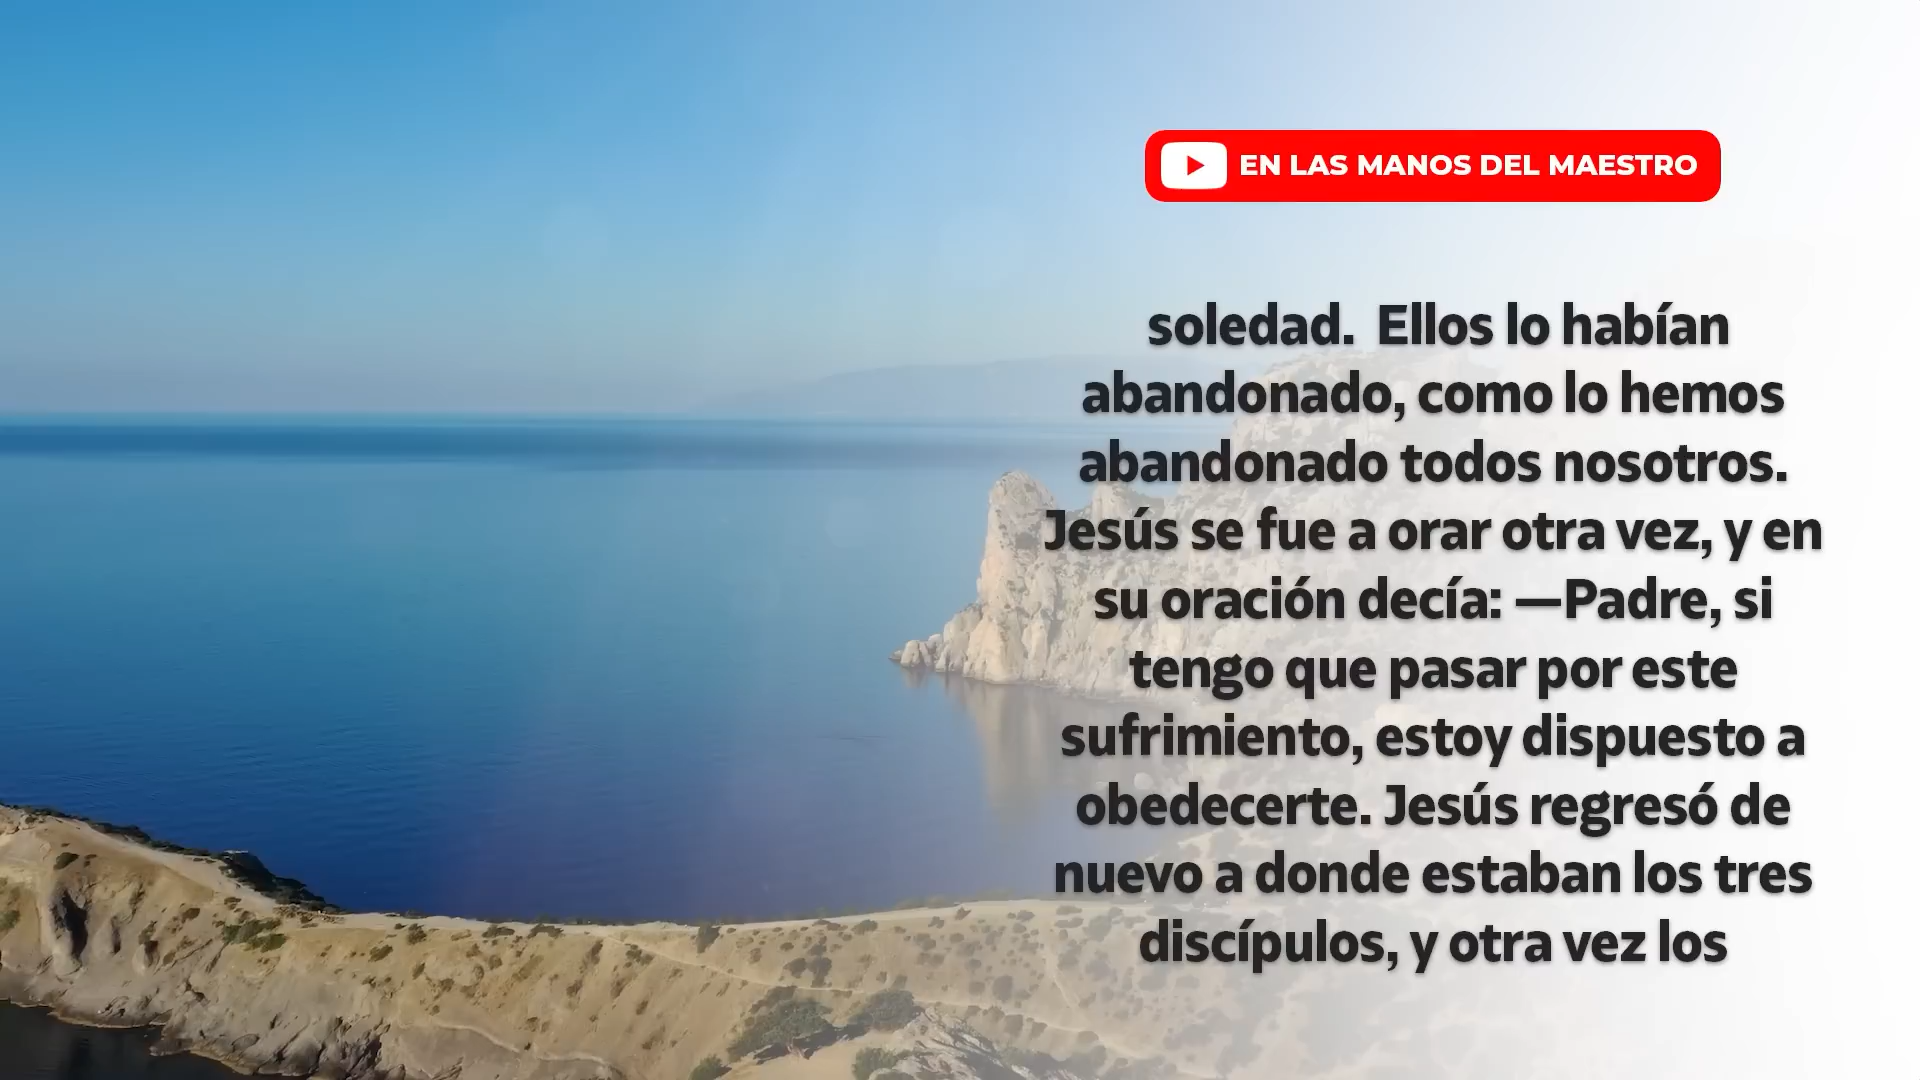 EN LAS MANOS DEL MAESTRO
soledad.  Ellos lo habían
abandonado, como lo hemos
abandonado todos nosotros.
Jesús se fue a orar otra vez, y en
su oración decía: —Padre, si
tengo que pasar por este
sufrimiento, estoy dispuesto a
obedecerte. Jesús regresó de
nuevo a donde estaban los tres
discípulos, y otra vez los